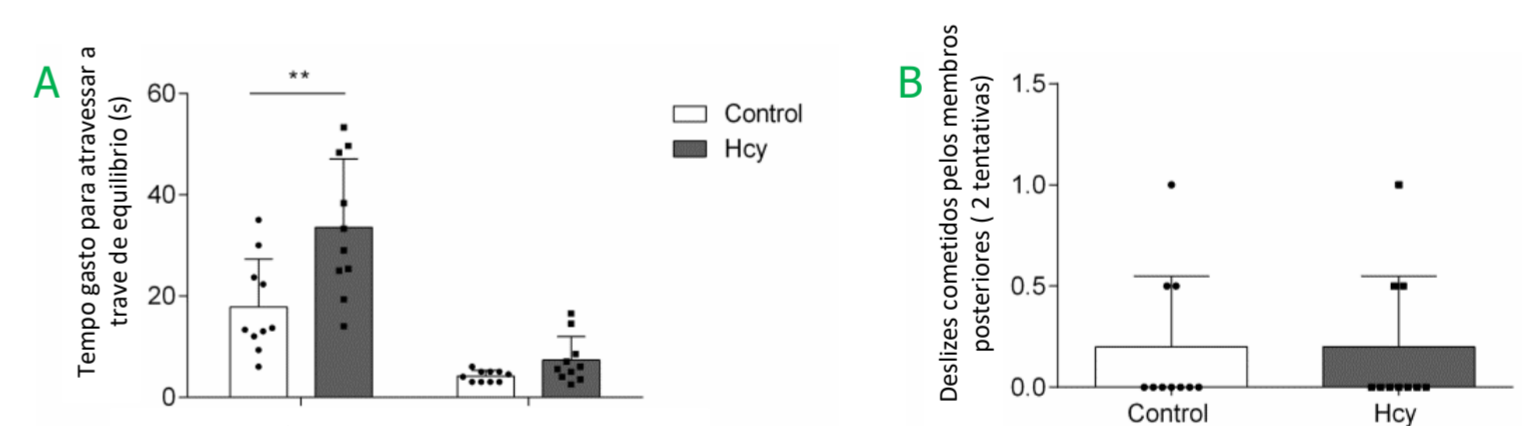 A
Tempo gasto para atravessar a
trave de equilibrio (s)
60
40
20
0
**
Control
Hcy
B
Deslizes cometidos pelos membros
posteriores ( 2 tentativas)
1.5
1.0
0.5
0.0
Control
Hcy